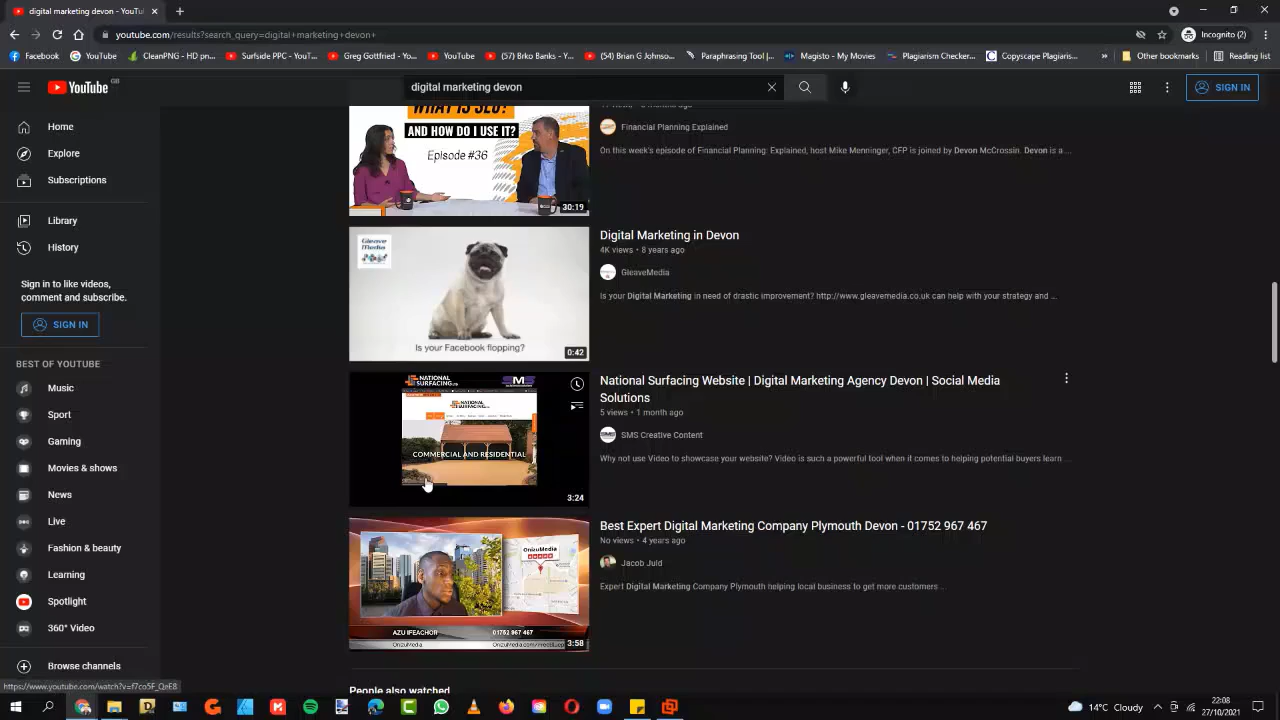 digital marketing devon - YouTu
youtube.com/results?search_query=digital+marketing+devon+
Incognito (2)
Facebook
YouTube
CleanPNG - HD pn...
Surfside PPC - YouT...
Greg Gottfried - Yo...
(57) Brko Banks - Y...
(54) Brian G Johnso...
Paraphrasing Tool |...
Magisto - My Movies
Plagiarism Checker...
Copyscape Plagiaris...
»
Other bookmarks
Reading list
YouTube GB
digital marketing devon
SIGN IN
Home
Explore
Subscriptions
Library
History
Sign in to like videos,
comment and subscribe.
SIGN IN
BEST OF YOUTUBE
Music
Sport
Gaming
Movies & shows
News
Live
Fashion & beauty
Learning
Spotlight
360° Video
Browse channels
https://www.youtube.com/watch?v=f7co5F_QnE8
WHAT IS SEO?
AND HOW DO I USE IT?
Episode #36
30:19
Financial Planning Explained
On this week's episode of Financial Planning: Explained, host Mike Menninger, CFP is joined by Devon McCrossin. Devon is a ...
Gleave
Media
Is your Facebook flopping?
0:42
Digital Marketing in Devon
4K views • 8 years ago
GleaveMedia
Is your Digital Marketing in need of drastic improvement? http://www.gleavemedia.co.uk can help with your strategy and ...
NATIONAL
SURFACING LTD
SMS
NATIONAL
SURFACING
COMMERCIAL AND RESIDENTIAL
3:24
National Surfacing Website | Digital Marketing Agency Devon | Social Media
Solutions
5 views • 1 month ago
SMS Creative Content
Why not use Video to showcase your website? Video is such a powerful tool when it comes to helping potential buyers learn ...
OnizuMedia
AZU IFEACHOR
01752 967 467
OnizuMedia
3:58
Best Expert Digital Marketing Company Plymouth Devon - 01752 967 467
No views • 4 years ago
Jacob Juld
Expert Digital Marketing Company Plymouth helping local business to get more customers...
People also watched
14°C Cloudy
22:08
27/10/2021